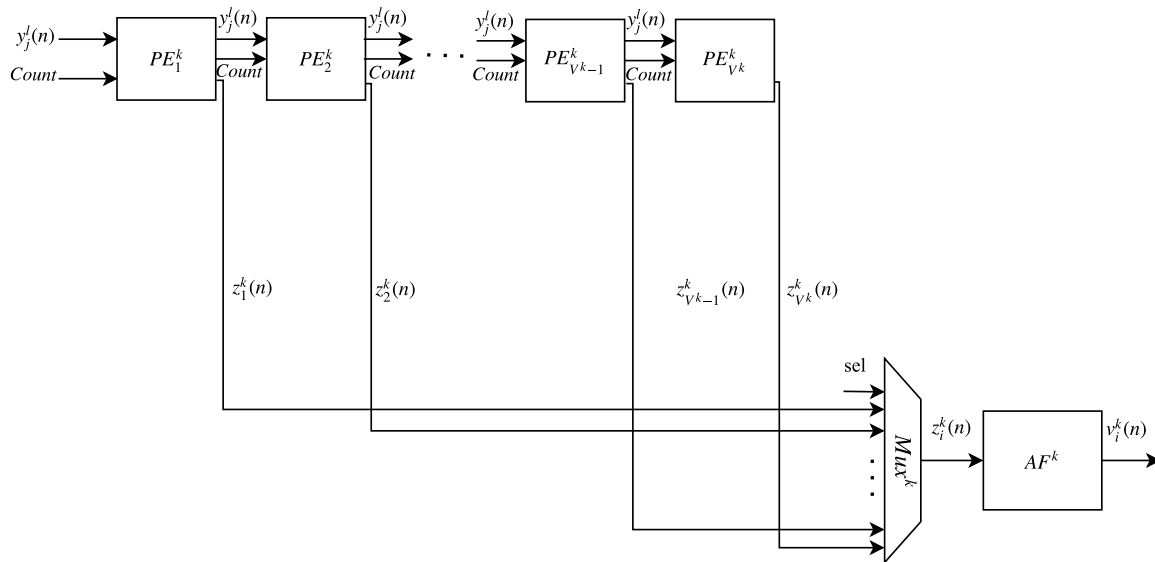 y_j^l(n)
Count
PE_1^k
y_j^l(n)
Count
PE_2^k
y_j^l(n)
Count
. . .
y_j^l(n)
Count
PE_{V^k−1}^k
y_j^l(n)
Count
PE_{V^k}^k
z_1^k(n)
z_2^k(n)
z_{V^k−1}^k(n)
z_{V^k}^k(n)
sel
Mux^k
z_i^k(n)
AF^k
v_i^k(n)